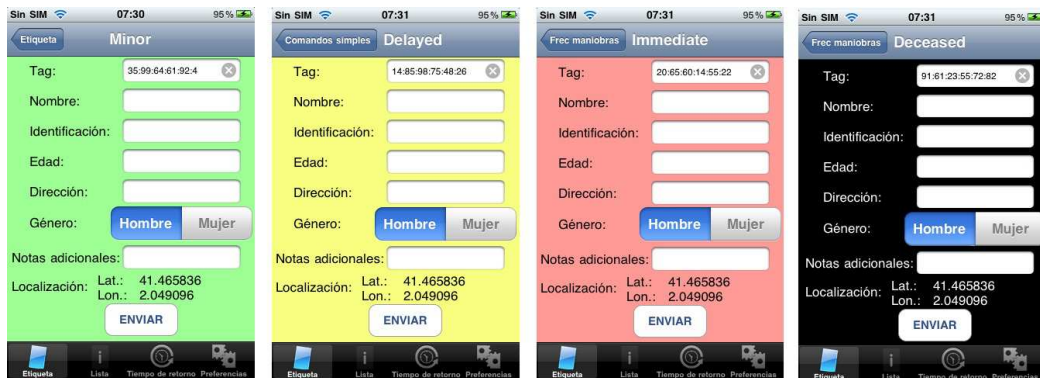 Sin SIM 07:30 95%
Etiqueta Minor
Tag: 35:99:64:61:92:4
Nombre:
Identificación:
Edad:
Dirección:
Género: Hombre Mujer
Notas adicionales:
Localización: Lat.: 41.465836
Lon.: 2.049096
ENVIAR
Etiqueta Lista Tiempo de retorno Preferencias
Sin SIM 07:31 95%
Comandos simples Delayed
Tag: 14:85:98:75:48:26
Nombre:
Identificación:
Edad:
Dirección:
Género: Hombre Mujer
Notas adicionales:
Localización: Lat.: 41.465836
Lon.: 2.049096
ENVIAR
Etiqueta Lista Tiempo de retorno Preferencias
Sin SIM 07:31 95%
Frec maniobras Immediate
Tag: 20:65:60:14:55:22
Nombre:
Identificación:
Edad:
Dirección:
Género: Hombre Mujer
Notas adicionales:
Localización: Lat.: 41.465836
Lon.: 2.049096
ENVIAR
Etiqueta Lista Tiempo de retorno Preferencias
Sin SIM 07:31 95%
Frec maniobras Deceased
Tag: 91:61:23:55:72:82
Nombre:
Identificación:
Edad:
Dirección:
Género: Hombre Mujer
Notas adicionales:
Localización: Lat.: 41.465836
Lon.: 2.049096
ENVIAR
Etiqueta Lista Tiempo de retorno Preferencias